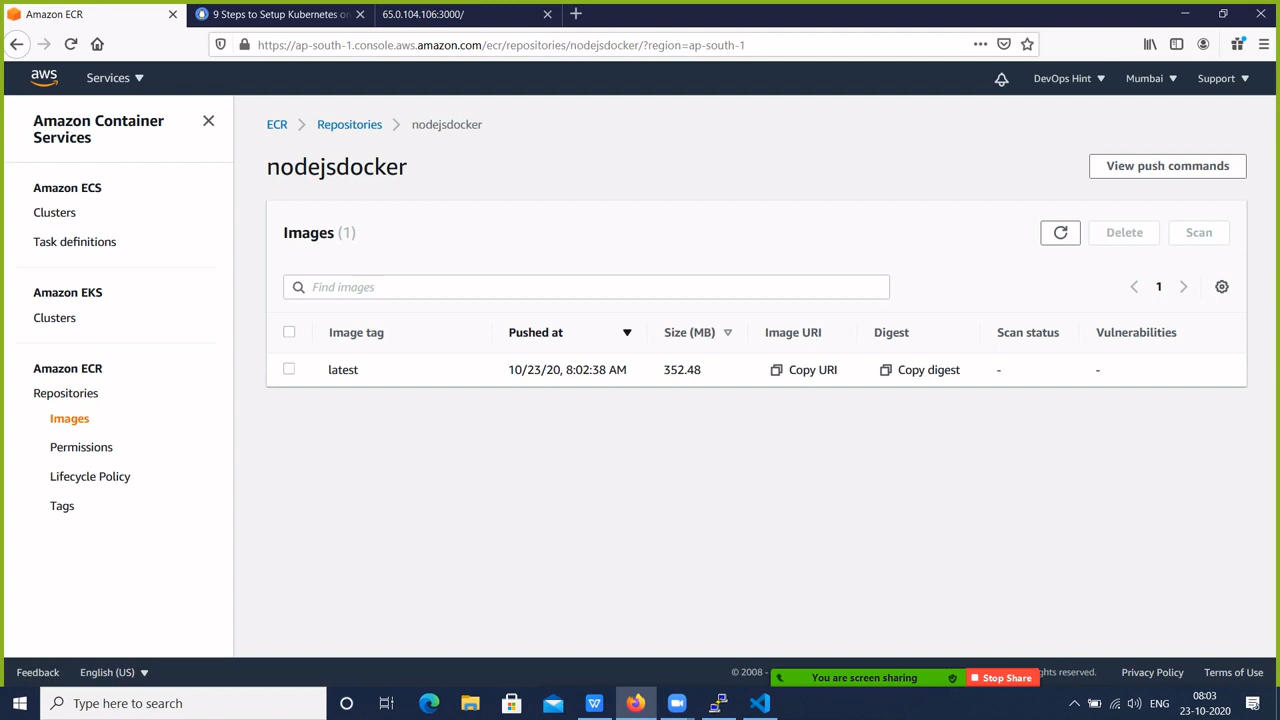 Amazon ECR
9 Steps to Setup Kubernetes on
65.0.104.106:3000/
https://ap-south-1.console.aws.amazon.com/ecr/repositories/nodejsdocker/?region=ap-south-1
aws
Services
DevOps Hint
Mumbai
Support
Amazon Container
Services
Amazon ECS
Clusters
Task definitions
Amazon EKS
Clusters
Amazon ECR
Repositories
Images
Permissions
Lifecycle Policy
Tags
ECR > Repositories > nodejsdocker
nodejsdocker
View push commands
Images (1)
Delete
Scan
Find images
1
Image tag Pushed at Size (MB) Image URI Digest Scan status Vulnerabilities
latest 10/23/20, 8:02:38 AM 352.48 Copy URI Copy digest - -
Feedback
English (US)
© 2008 -
You are screen sharing
Stop Share
ghts reserved.
Privacy Policy
Terms of Use
Type here to search
ENG
08:03
23-10-2020